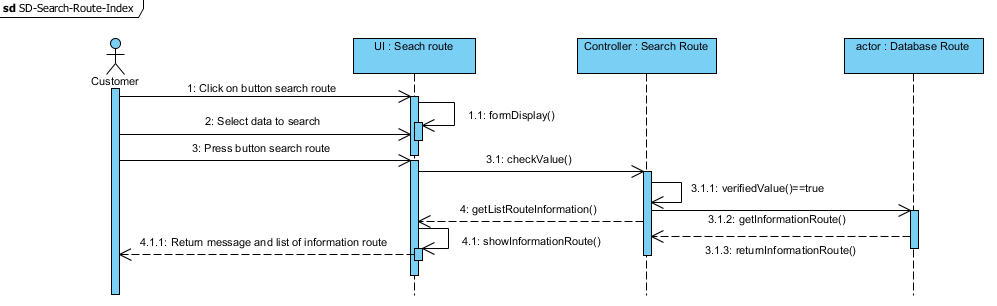 sd SD-Search-Route-Index
Customer
UI : Seach route
Controller : Search Route
actor : Database Route
1: Click on button search route
1.1: formDisplay()
2: Select data to search
3: Press button search route
3.1: checkValue()
3.1.1: verifiedValue()==true
4: getListRouteInformation()
3.1.2: getInformationRoute()
4.1.1: Return message and list of information route
4.1: showInformationRoute()
3.1.3: returnInformationRoute()